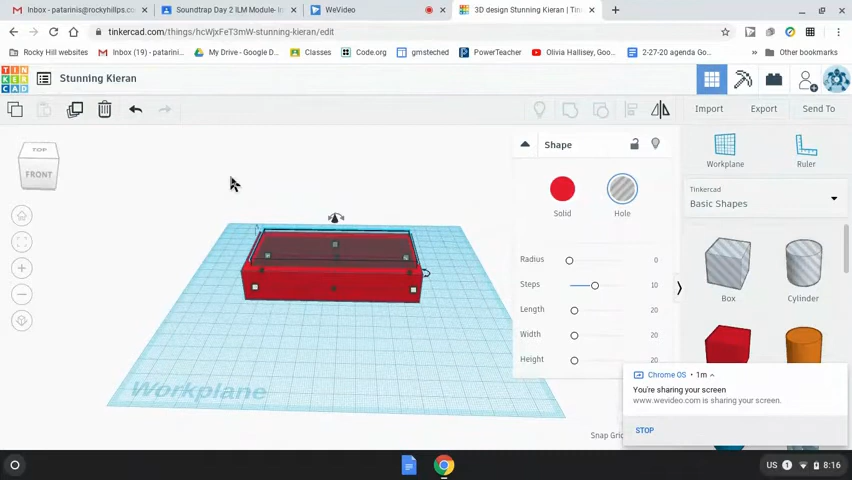 Inbox - patarinis@rockyhillps.c
Soundtrap Day 2 ILM Module- In
WeVideo
3D design Stunning Kieran | Tin
tinkercad.com/things/hcWjxFeT3mW-stunning-kieran/edit
Rocky Hill websites
Inbox (19) - patarini...
My Drive - Google D...
Classes
Code.org
gmsteched
PowerTeacher
Olivia Hallisey, Goo...
2-27-20 agenda Go...
Other bookmarks
TIN
KER
CAD
Stunning Kieran
Import
Export
Send To
TOP
FRONT
Shape
Solid
Hole
Radius
0
Steps
10
Length
20
Width
20
Height
20
Workplane
Ruler
Tinkercad
Basic Shapes
Box
Cylinder
Workplane
Snap Grid
Chrome OS • 1m
You're sharing your screen
www.wevideo.com is sharing your screen.
STOP
US
1
8:16